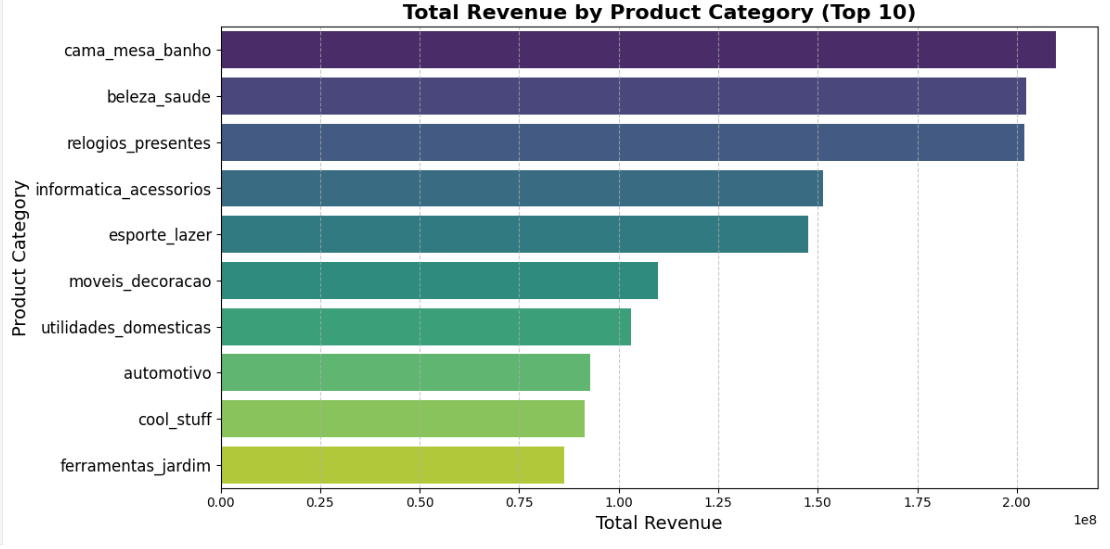 Total Revenue by Product Category (Top 10)
Product Category
cama_mesa_banho
beleza_saude
relogios_presentes
informatica_acessorios
esporte_lazer
moveis_decoracao
utilidades_domesticas
automotivo
cool_stuff
ferramentas_jardim
0.00 0.25 0.50 0.75 1.00 1.25 1.50 1.75 2.00
1e8
Total Revenue